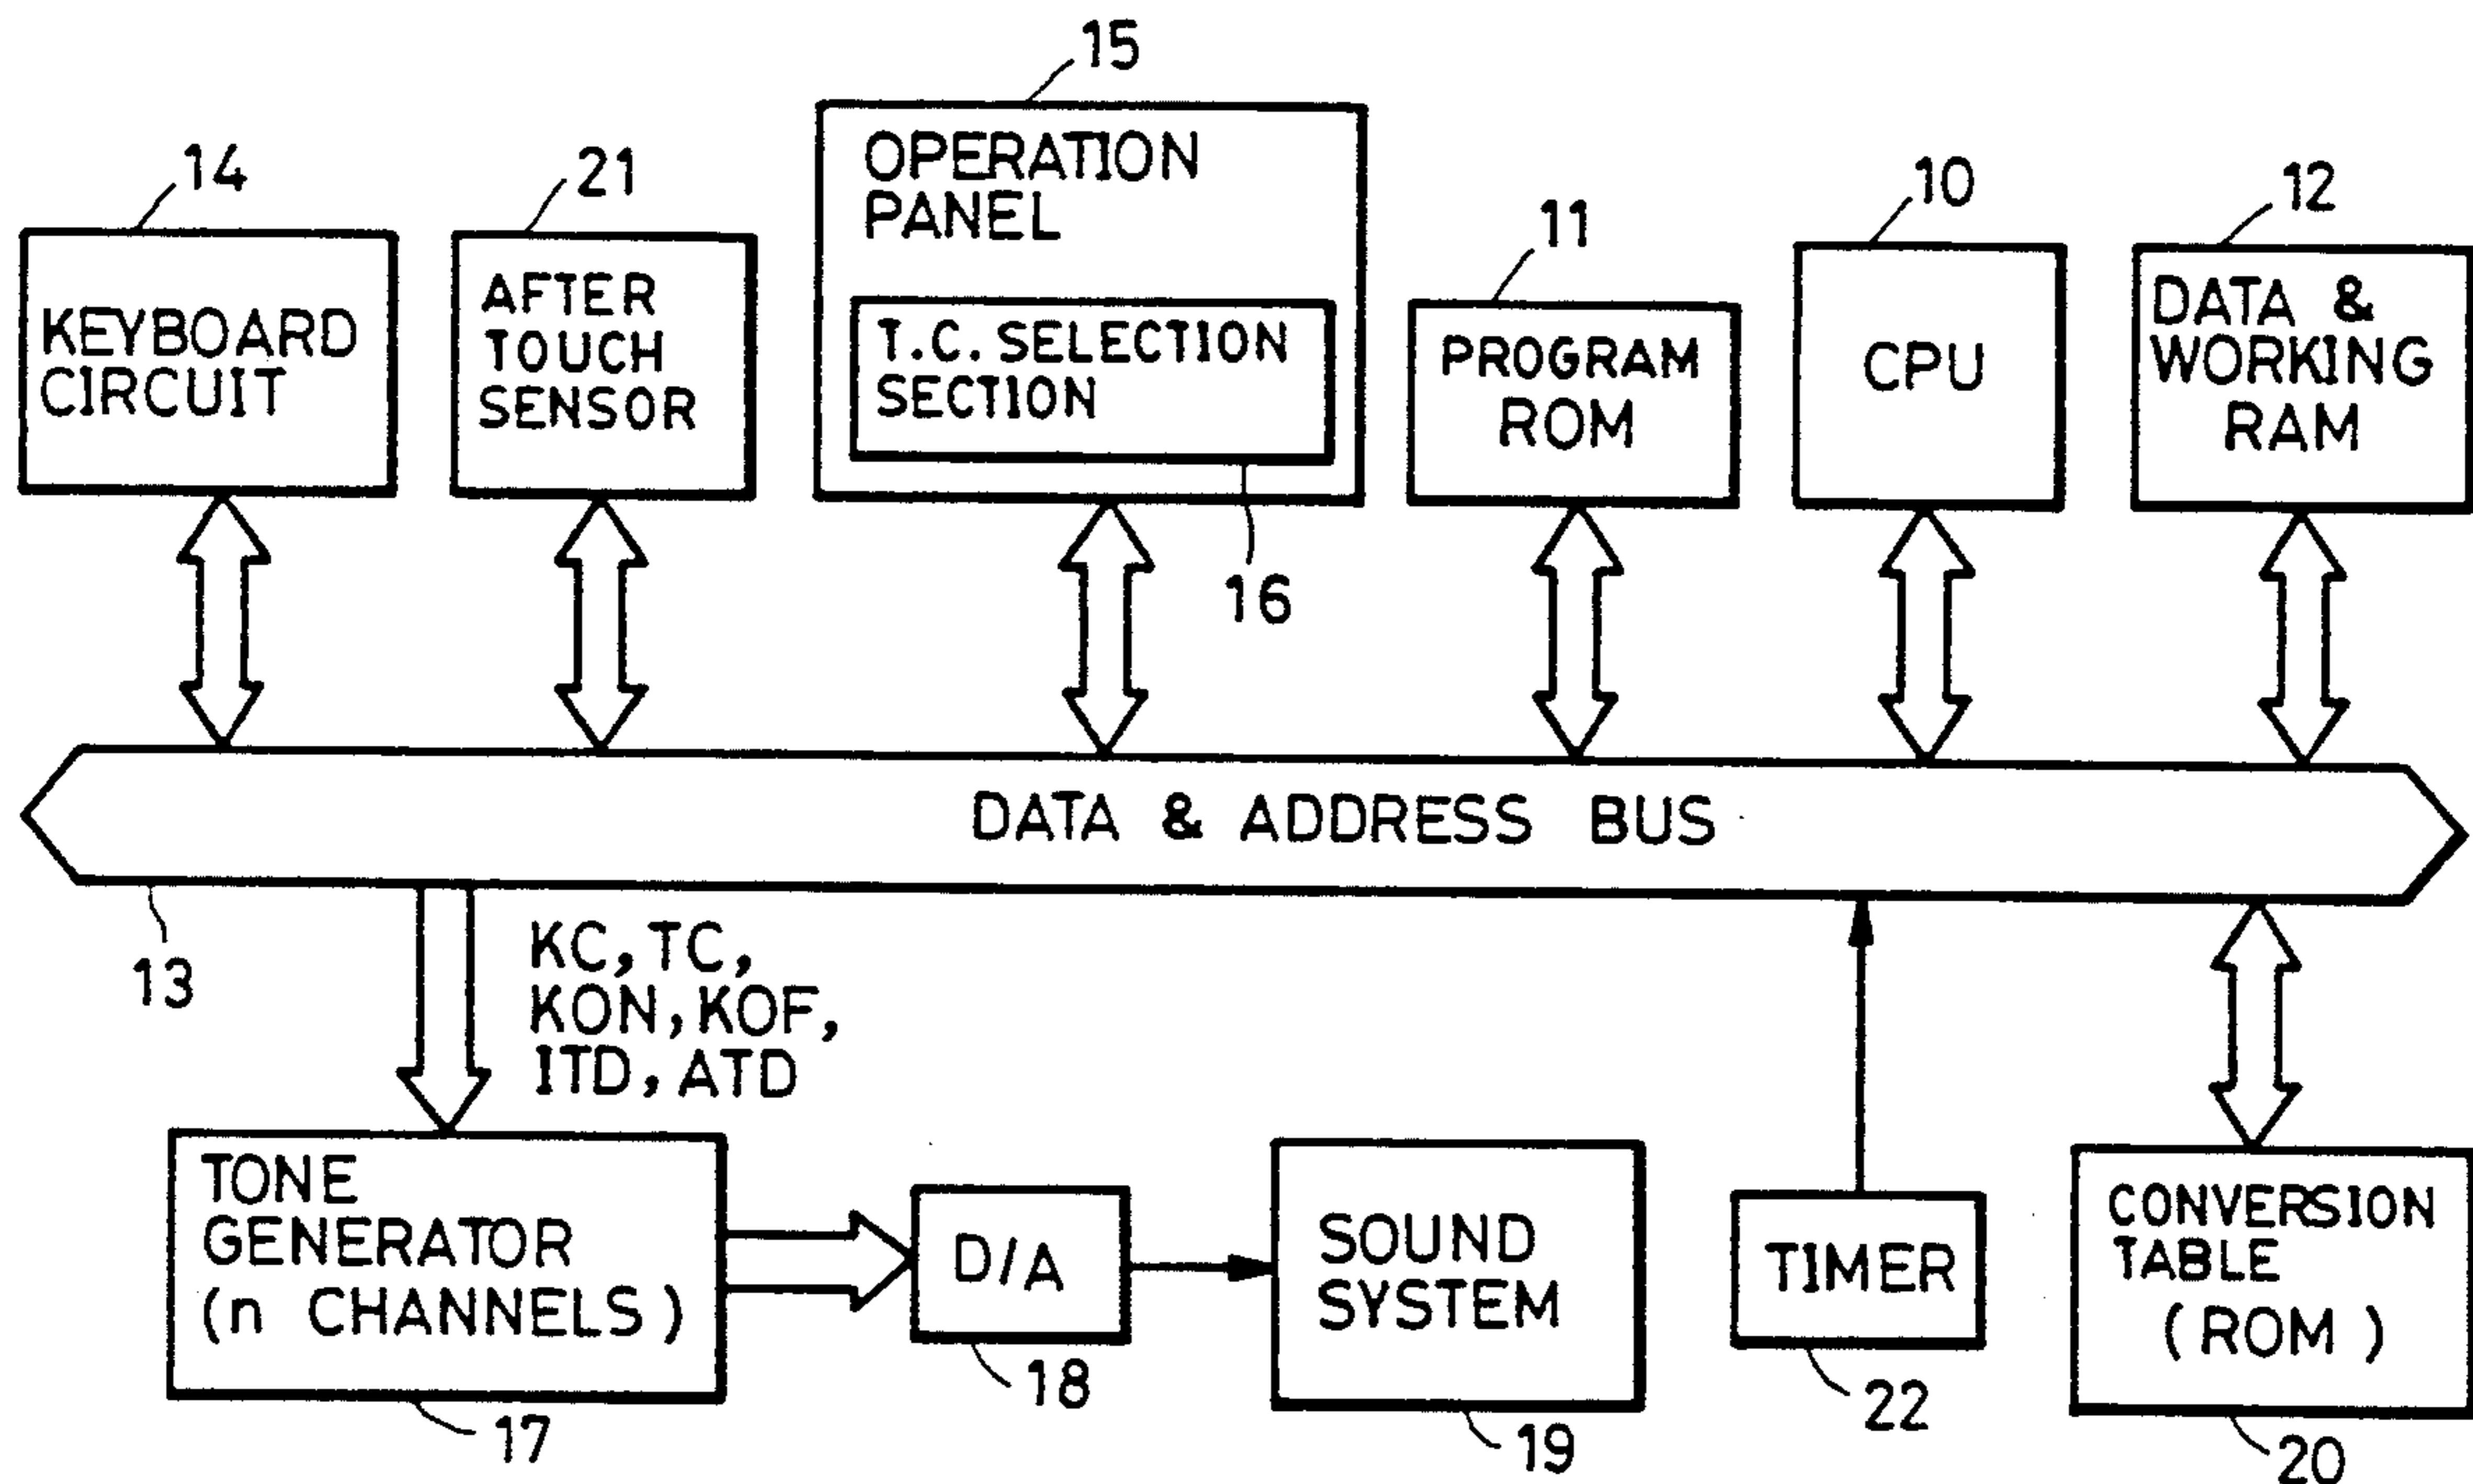 15
14
21
11
10
12
OPERATION
PANEL
T.C. SELECTION
SECTION
KEYBOARD
CIRCUIT
AFTER
TOUCH
SENSOR
PROGRAM
ROM
CPU
DATA &
WORKING
RAM
16
DATA & ADDRESS BUS
13
KC, TC,
KON, KOF,
ITD, ATD
TONE
GENERATOR
(n CHANNELS)
D/A
SOUND
SYSTEM
TIMER
CONVERSION
TABLE
(ROM)
17
18
19
22
20